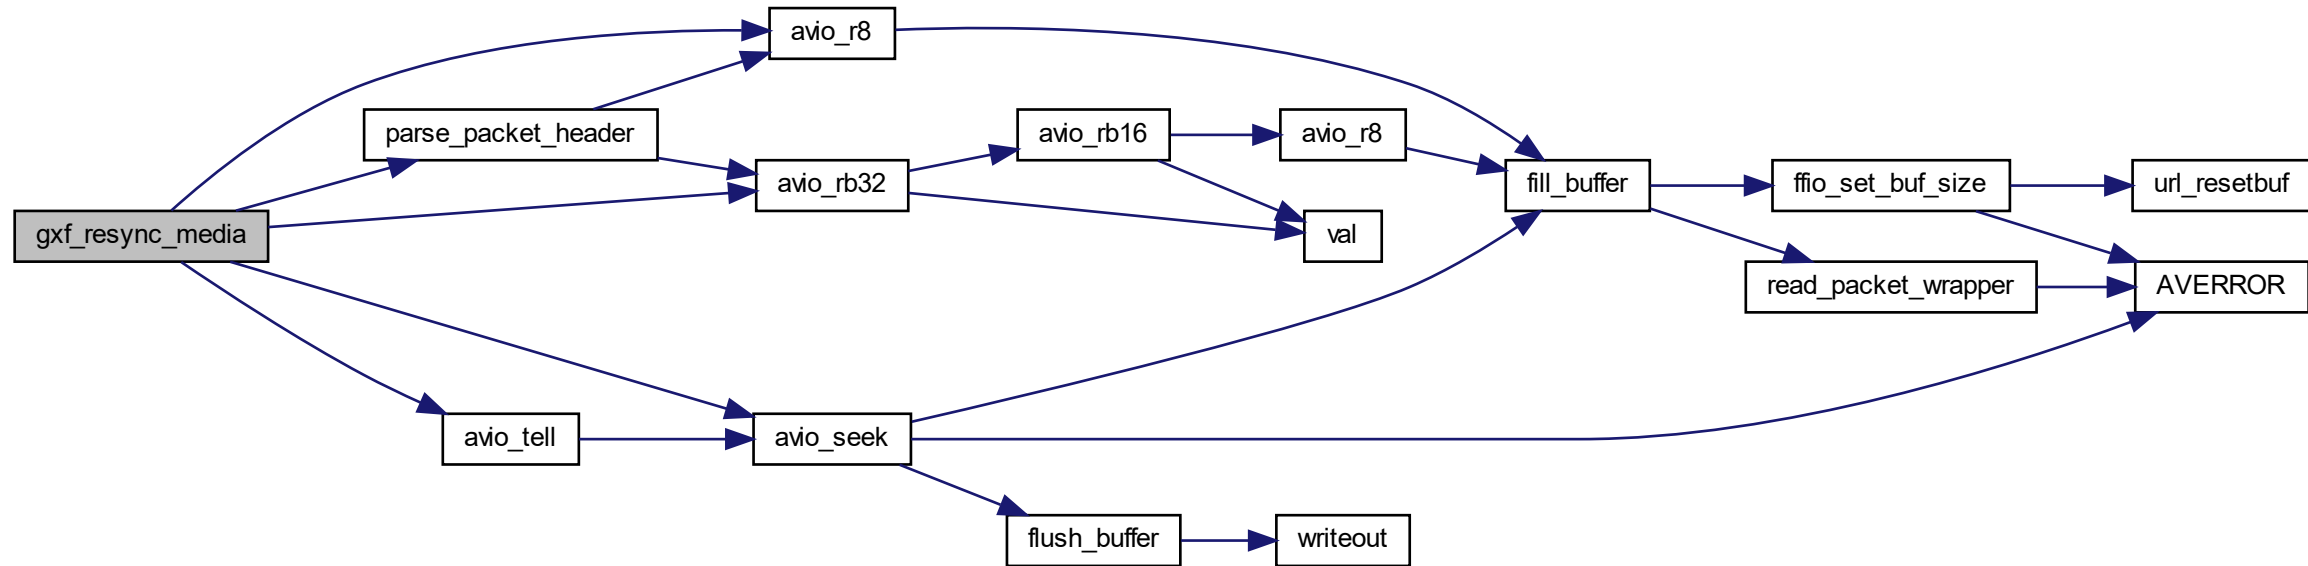 avio_r8
parse_packet_header
avio_rb16
avio_r8
avio_rb32
fill_buffer
ffio_set_buf_size
url_resetbuf
gxf_resync_media
val
read_packet_wrapper
AVERROR
avio_tell
avio_seek
flush_buffer
writeout